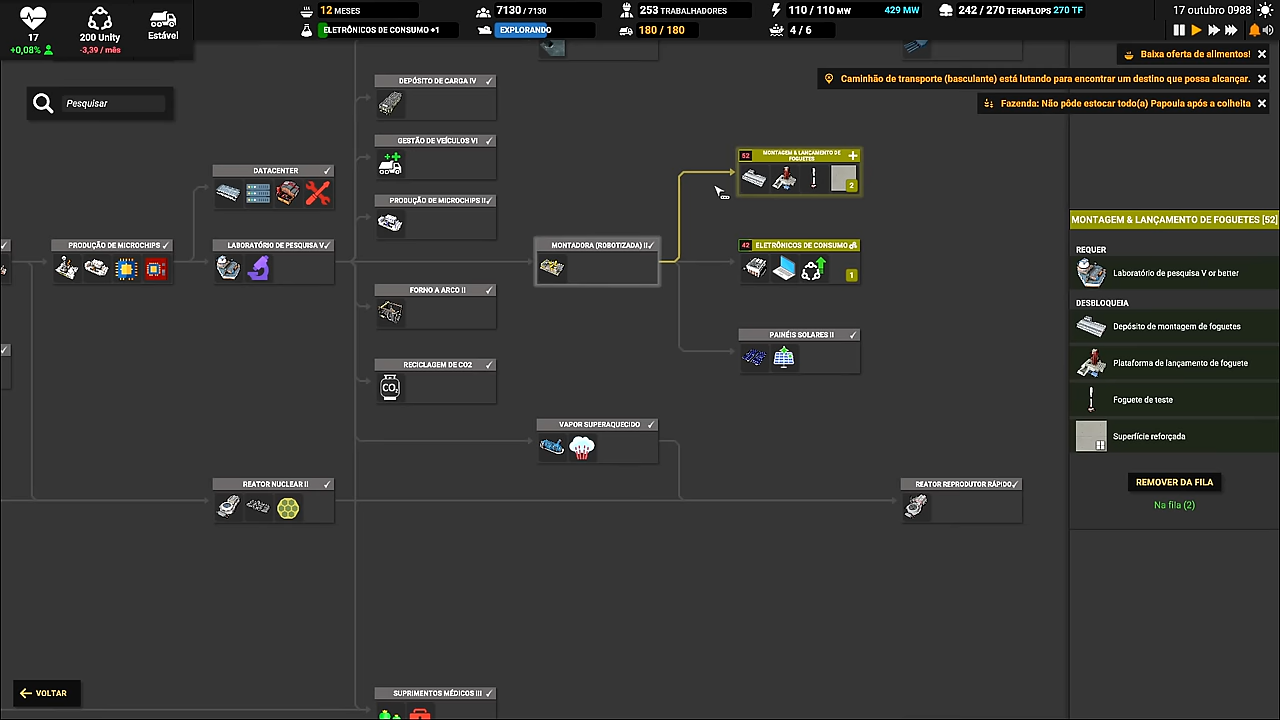 17
+0,08%
200 Unity
-3,39 / mês
Estável
12 MESES
7130 / 7130
253 TRABALHADORES
110 / 110 MW
429 MW
242 / 270 TERAFLOPS 270 TF
17 outubro 0988
ELETRÔNICOS DE CONSUMO +1
EXPLORANDO
180 / 180
4 / 6
Baixa oferta de alimentos!
Caminhão de transporte (basculante) está lutando para encontrar um destino que possa alcançar.
Fazenda: Não pôde estocar todo(a) Papoula após a colheita
Pesquisar
DEPÓSITO DE CARGA IV
GESTÃO DE VEÍCULOS VI
52
MONTAGEM & LANÇAMENTO DE
FOGUETES
2
DATACENTER
PRODUÇÃO DE MICROCHIPS II
PRODUÇÃO DE MICROCHIPS
LABORATÓRIO DE PESQUISA V
MONTADORA (ROBOTIZADA) II
42
ELETRÔNICOS DE CONSUMO
1
FORNO A ARCO II
PAINÉIS SOLARES II
RECICLAGEM DE CO2
CO2
VAPOR SUPERAQUECIDO
REATOR NUCLEAR II
REATOR REPRODUTOR RÁPIDO
SUPRIMENTOS MÉDICOS III
VOLTAR
MONTAGEM & LANÇAMENTO DE FOGUETES [52]
REQUER
Laboratório de pesquisa V or better
DESBLOQUEIA
Depósito de montagem de foguetes
Plataforma de lançamento de foguete
Foguete de teste
Superfície reforçada
REMOVER DA FILA
Na fila (2)